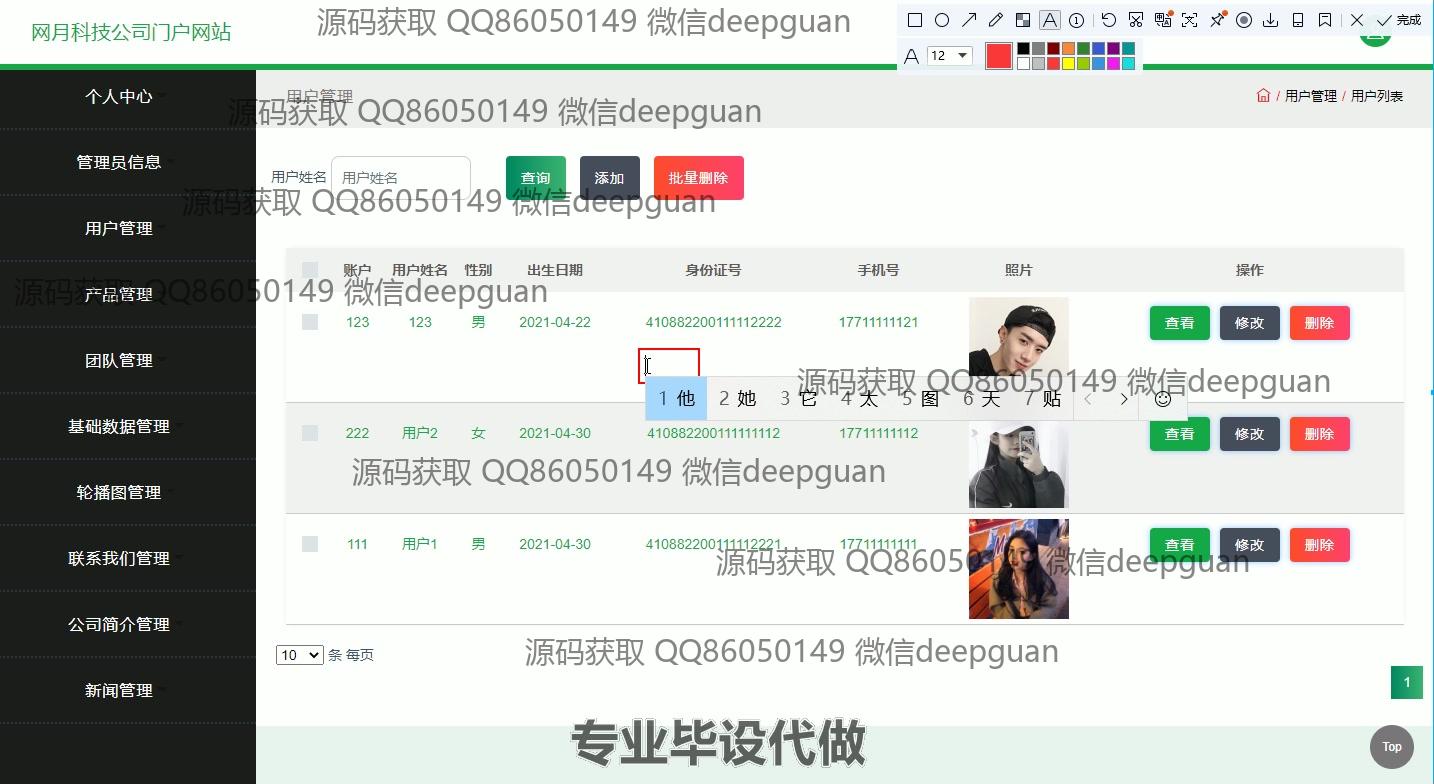 网月科技公司门户网站
源码获取 QQ86050149 微信deepguan
完成
A 12
个人中心
用户管理
源码获取 QQ86050149 微信deepguan
/ 用户管理 / 用户列表
管理员信息
用户姓名 用户姓名 查询 添加 批量删除
源码获取 QQ86050149 微信deepguan
用户管理
账户 用户姓名 性别 出生日期 身份证号 手机号 照片 操作
产品管理
源码获取 QQ86050149 微信deepguan
123 123 男 2021-04-22 410882200111112222 17711111121 查看 修改 删除
团队管理
源码获取 QQ86050149 微信deepguan
1 他 2 她 3 它 4 太 5 图 6 天 7 贴
基础数据管理
222 用户2 女 2021-04-30 410882200111111112 17711111112 查看 修改 删除
源码获取 QQ86050149 微信deepguan
轮播图管理
111 用户1 男 2021-04-30 410882200111112221 17711111111 查看 修改 删除
联系我们管理
源码获取 QQ86050149 微信deepguan
公司简介管理
10 条 每页
源码获取 QQ86050149 微信deepguan
新闻管理
1
专业毕设代做
Top